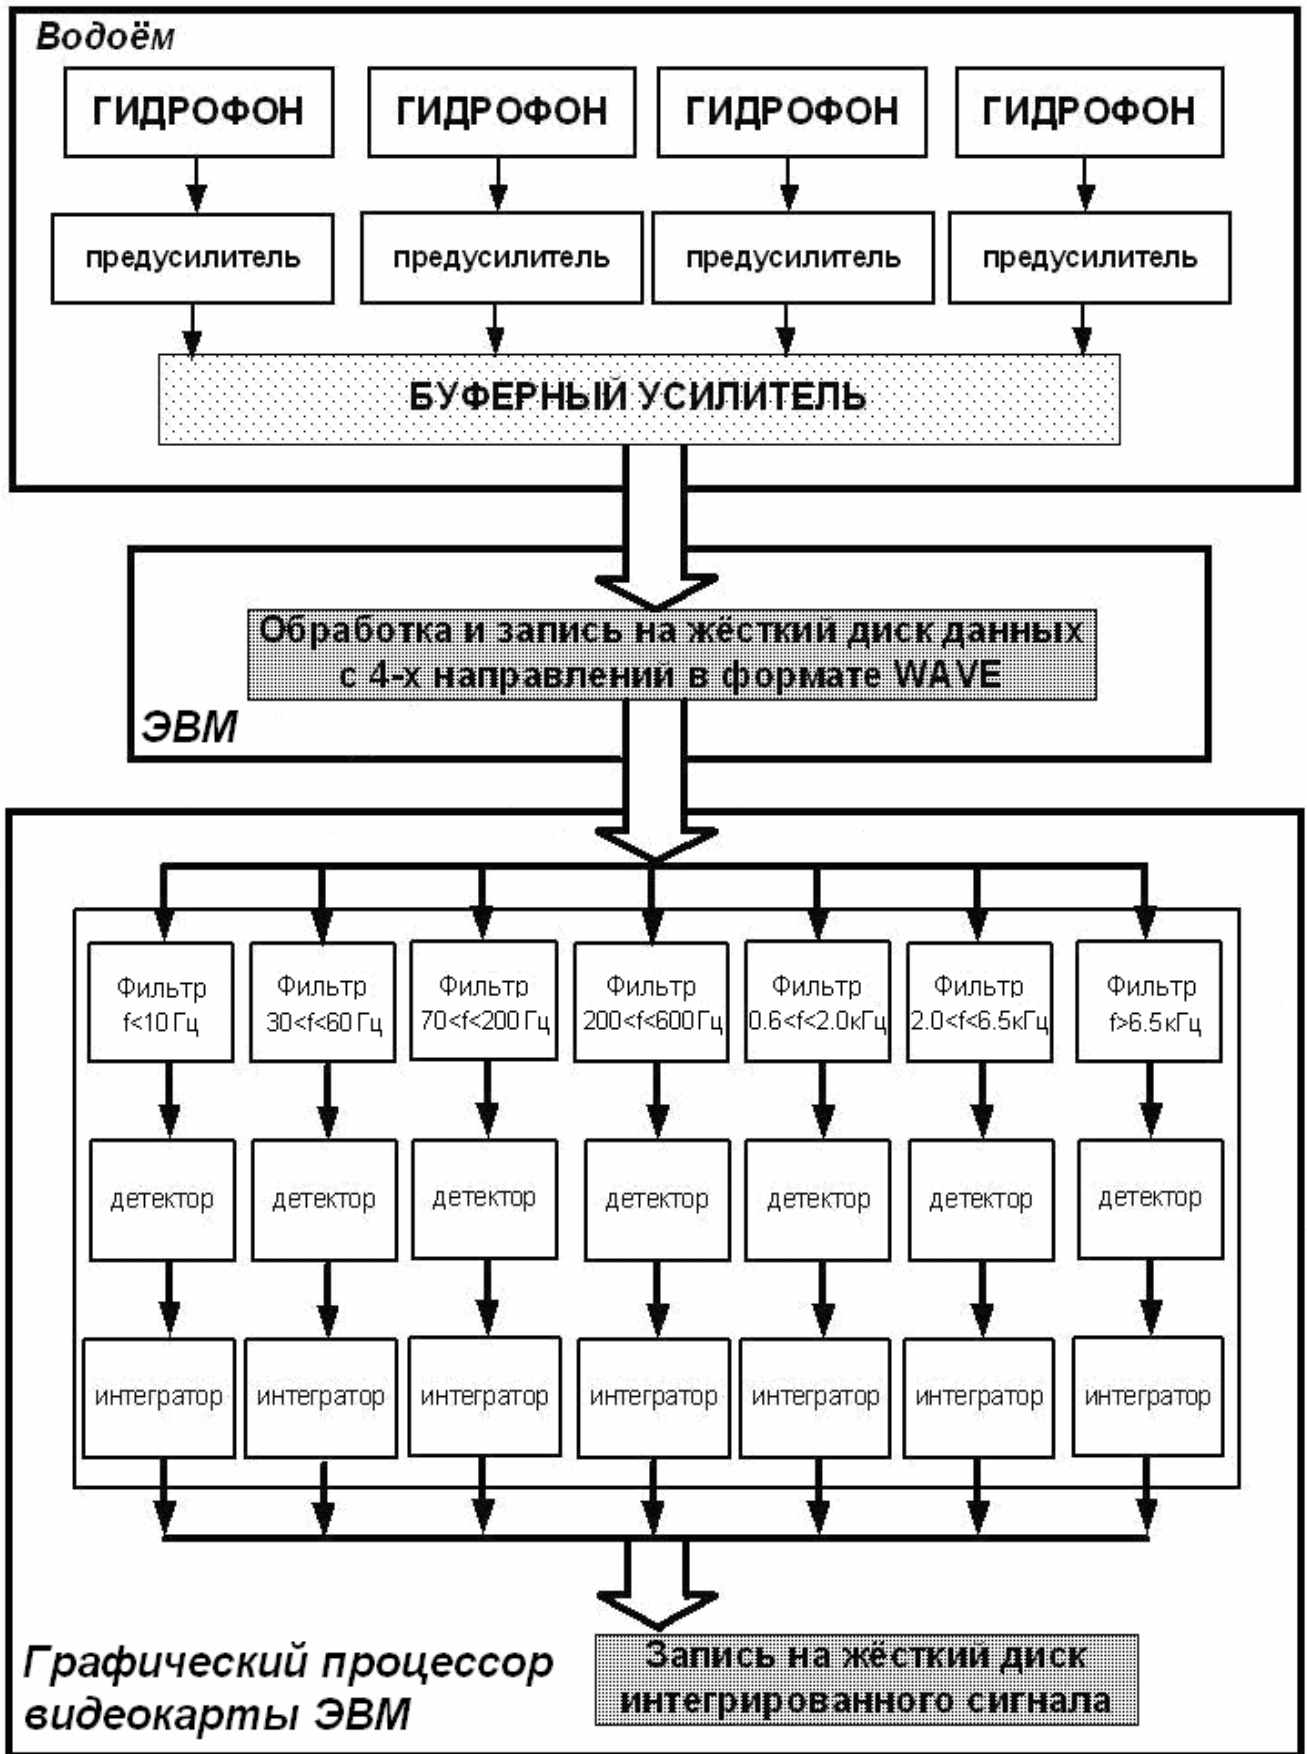 Водоём
ГИДРОФОН ГИДРОФОН ГИДРОФОН ГИДРОФОН
предусилитель предусилитель предусилитель предусилитель
БУФЕРНЫЙ УСИЛИТЕЛЬ
Обработка и запись на жёсткий диск данных
с 4-х направлений в формате WAVE
ЭВМ
Фильтр Фильтр Фильтр Фильтр Фильтр Фильтр Фильтр
f<10 Гц 30<f<60 Гц 70<f<200 Гц 200<f<600 Гц 0.6<f<2.0кГц 2.0<f<6.5кГц f>6.5кГц
детектор детектор детектор детектор детектор детектор детектор
интегратор интегратор интегратор интегратор интегратор интегратор интегратор
Графический процессор
видеокарты ЭВМ
Запись на жёсткий диск
интегрированного сигнала